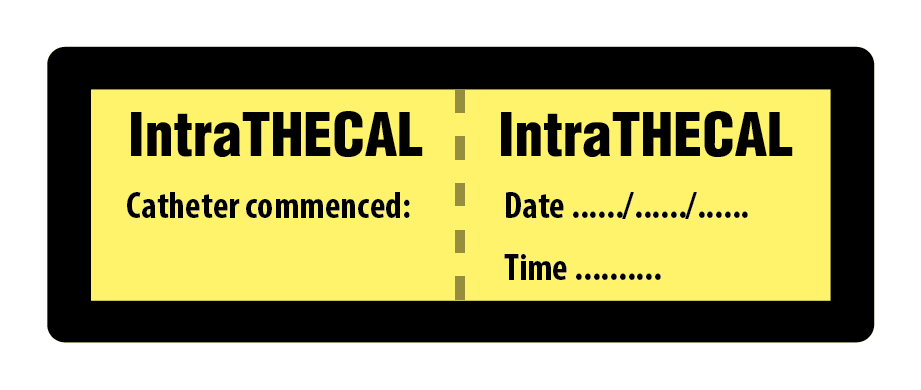 IntraTHECAL
Catheter commenced:
IntraTHECAL
Date ....../....../......
Time ..........